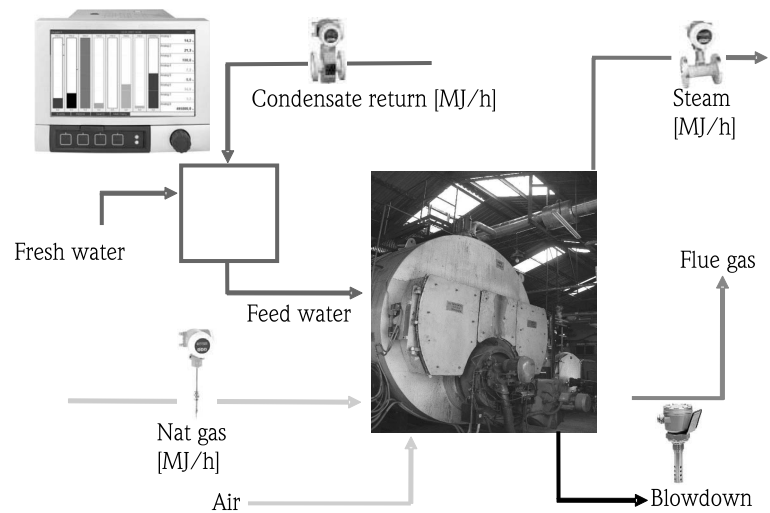 Condensate return [MJ/h]
Steam
[MJ/h]
Fresh water
Feed water
Flue gas
Nat gas
[MJ/h]
Air
Blowdown